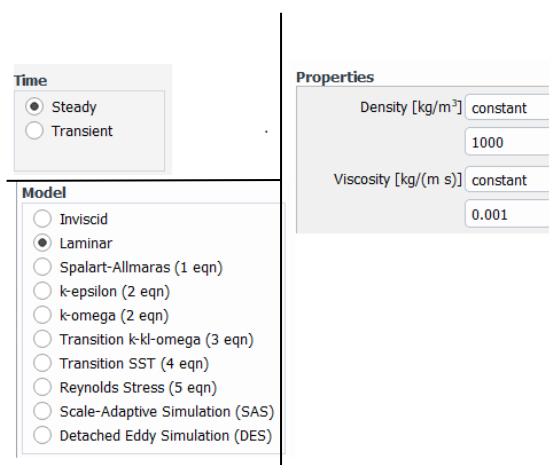 Time
Steady
Transient
Model
Inviscid
Laminar
Spalart-Allmaras (1 eqn)
k-epsilon (2 eqn)
k-omega (2 eqn)
Transition k-kl-omega (3 eqn)
Transition SST (4 eqn)
Reynolds Stress (5 eqn)
Scale-Adaptive Simulation (SAS)
Detached Eddy Simulation (DES)
Properties
Density [kg/m³] constant
1000
Viscosity [kg/(m s)] constant
0.001